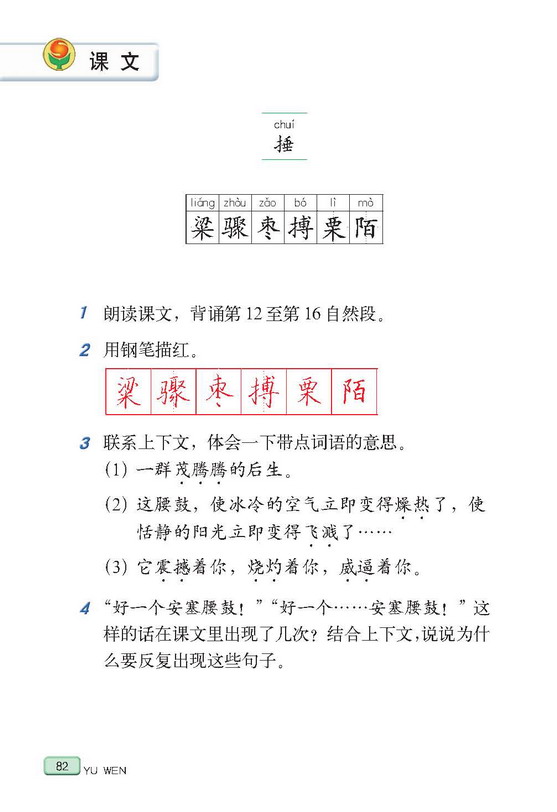 课文
chuí
捶
liáng zhòu zǎo bó lì mò
梁骤枣搏粟陌
1 朗读课文，背诵第12至第16自然段。
2 用钢笔描红。
梁骤枣搏粟陌
3 联系上下文，体会一下带点词语的意思。
(1) 一群茂腾腾的后生。
(2) 这腰鼓，使冰冷的空气立即变得燥热了，使
恬静的阳光立即变得飞溅了……
(3) 它震撼着你，烧灼着你，威逼着你。
4 “好一个安塞腰鼓！”“好一个……安塞腰鼓！”这
样的话在课文里出现了几次？结合上下文，说说为什
么要反复出现这些句子。
82 YU WEN